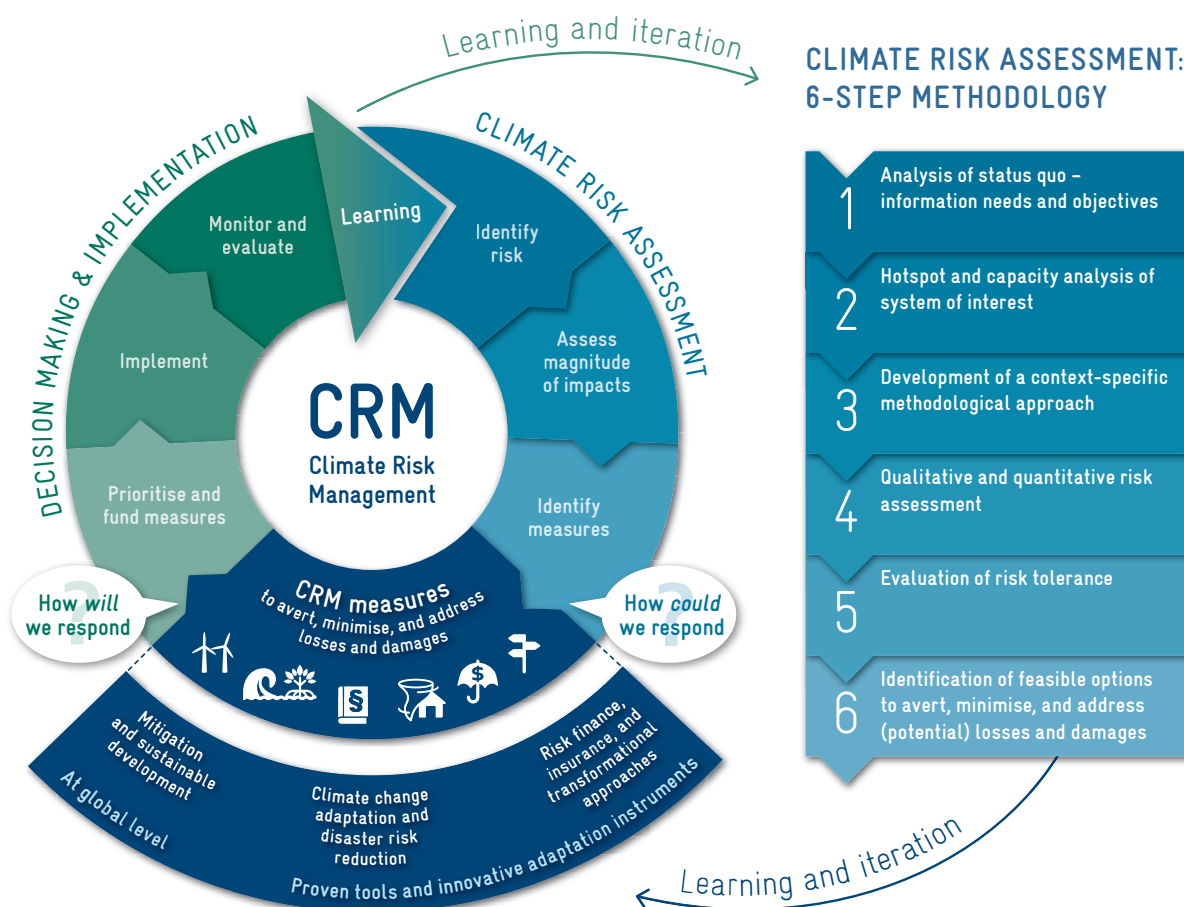 Learning and iteration
CLIMATE RISK ASSESSMENT:
6-STEP METHODOLOGY
DECISION MAKING & IMPLEMENTATION
CLIMATE RISK ASSESSMENT
Learning
Monitor and
evaluate
Identify
risk
Implement
Assess
magnitude
of impacts
CRM
Climate Risk
Management
Prioritise and
fund measures
Identify
measures
?
How will
we respond
?
How could
we respond
CRM measures
to avert, minimise, and address
losses and damages
§
$
Mitigation
and sustainable
development
Climate change
adaptation and
disaster risk
reduction
Risk finance,
insurance, and
transformational
approaches
At global level
Proven tools and innovative adaptation instruments
1
Analysis of status quo –
information needs and objectives
2
Hotspot and capacity analysis of
system of interest
3
Development of a context-specific
methodological approach
4
Qualitative and quantitative risk
assessment
5
Evaluation of risk tolerance
6
Identification of feasible options
to avert, minimise, and address
(potential) losses and damages
Learning and iteration